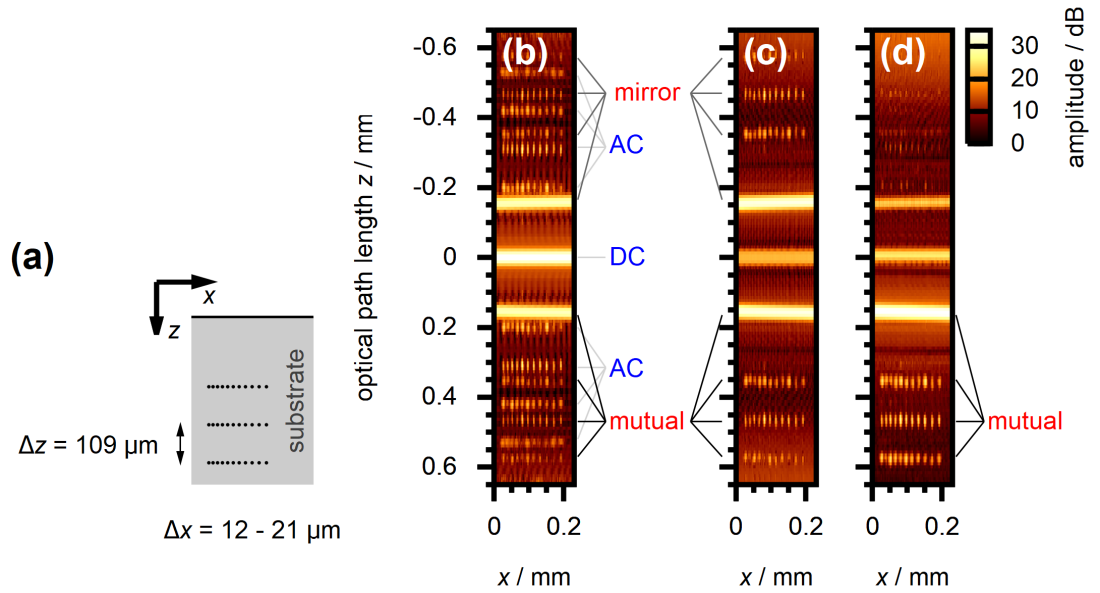 (a)
x
z
substrate
Δz = 109 µm
Δx = 12 - 21 µm
optical path length z / mm
-0.6
-0.4
-0.2
0
0.2
0.4
0.6
(b)
0
0.2
x / mm
mirror
AC
DC
AC
mutual
(c)
0
0.2
x / mm
(d)
0
0.2
x / mm
mutual
30
20
10
0
amplitude / dB